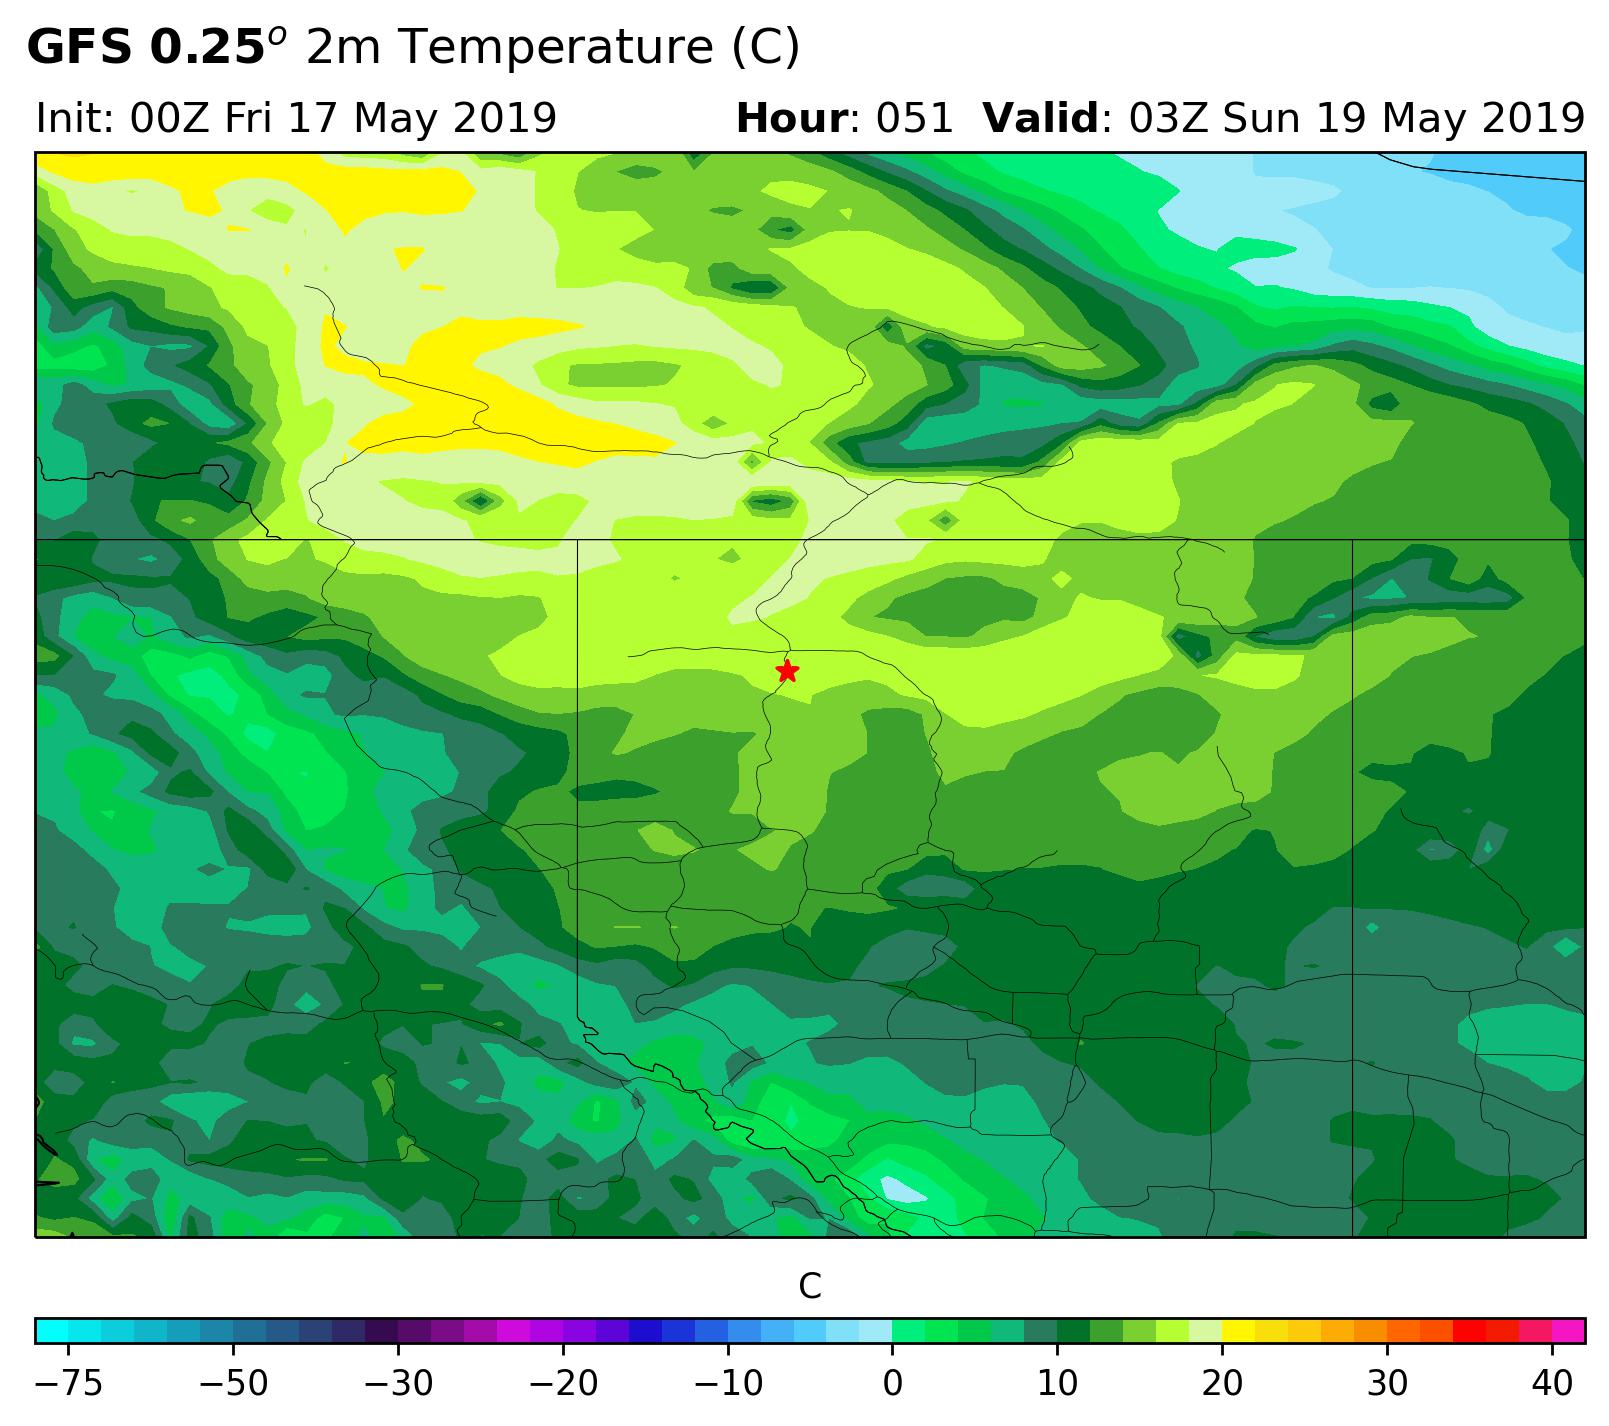 GFS 0.25o 2m Temperature (C)
Init: 00Z Fri 17 May 2019 Hour: 051 Valid: 03Z Sun 19 May 2019
C
−75 −50 −30 −20 −10 0 10 20 30 40